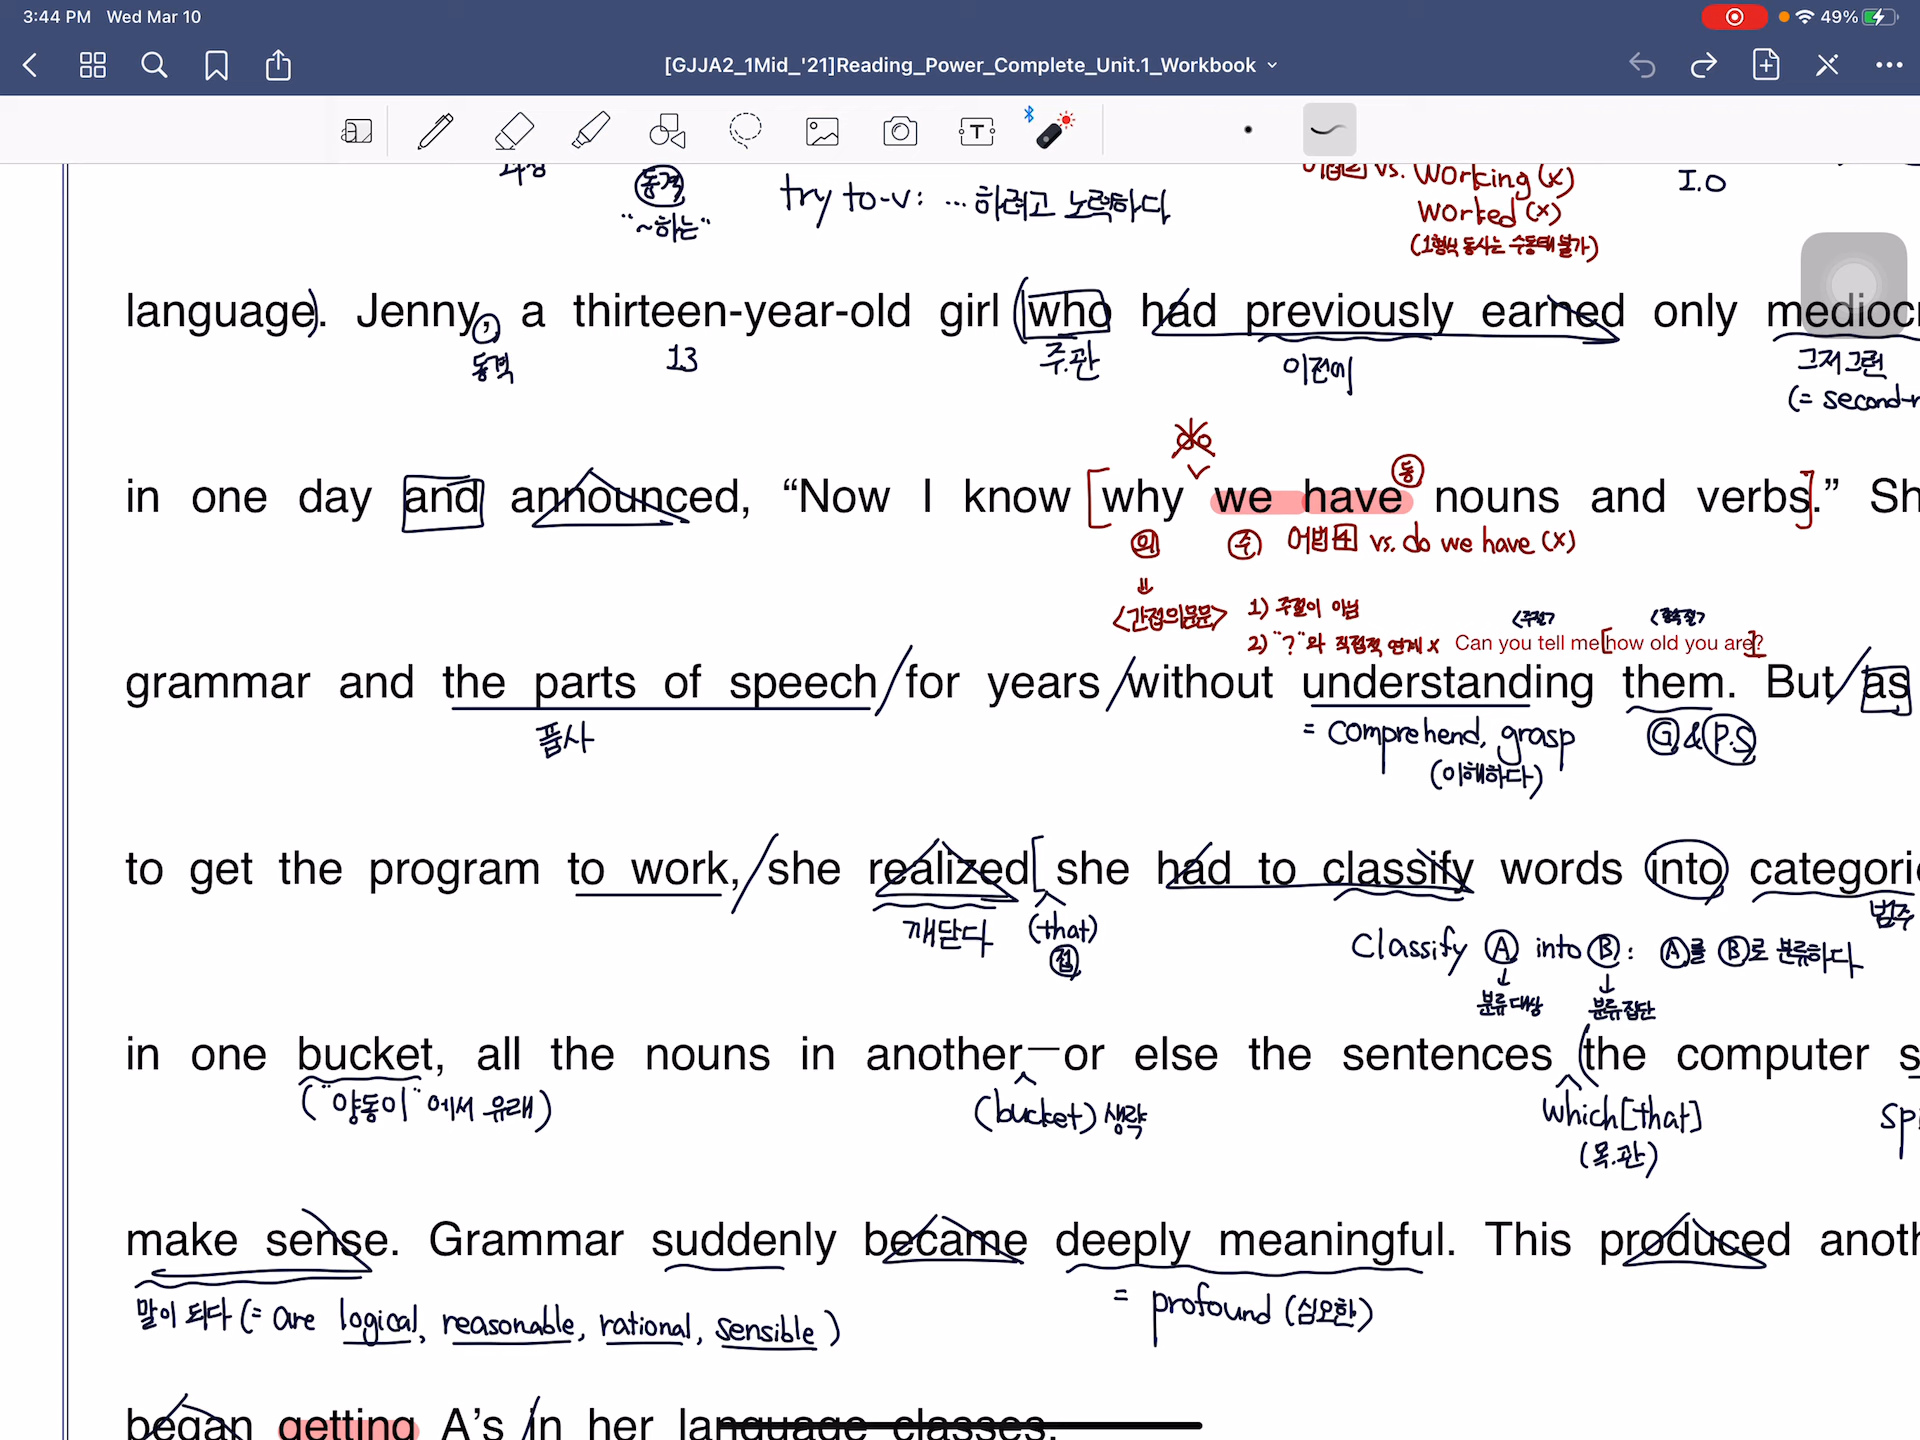 3:44 PM Wed Mar 10 49%
[GJJA2_1Mid_'21]Reading_Power_Complete_Unit.1_Workbook
T
vs. working (x)
동격 try to-v: ...하려고 노력하다 worked (x) I.O
"~하는" (1형식 동사는 수동태 불가)
language). Jenny, a thirteen-year-old girl (who had previously earned only medioc
동격 13 주.관 이전에 그저그런
(= second-r
do
동
in one day and announced, “Now I know [why we have nouns and verbs].” Sh
의 주 어법4 vs. do we have (x)
<간접의문문> 1) 주절이 아님 <주절> <종속절>
2) "?"와 직접적 연계 x Can you tell me [how old you are]?
grammar and the parts of speech/for years/without understanding them. But/as
품사 = comprehend, grasp G & P.S
(이해하다)
to get the program to work,/she realized[she had to classify words into categori
깨닫다 (that) 범주
접 classify A into B: A를 B로 분류하다
분류대상 분류집단
in one bucket, all the nouns in another—or else the sentences (the computer s
("양동이"에서 유래) (bucket) 생략 which[that] sp
(목.관)
make sense. Grammar suddenly became deeply meaningful. This produced anoth
말이 되다 (= are logical, reasonable, rational, sensible) = profound (심오한)
began getting A’s /in her language classes.